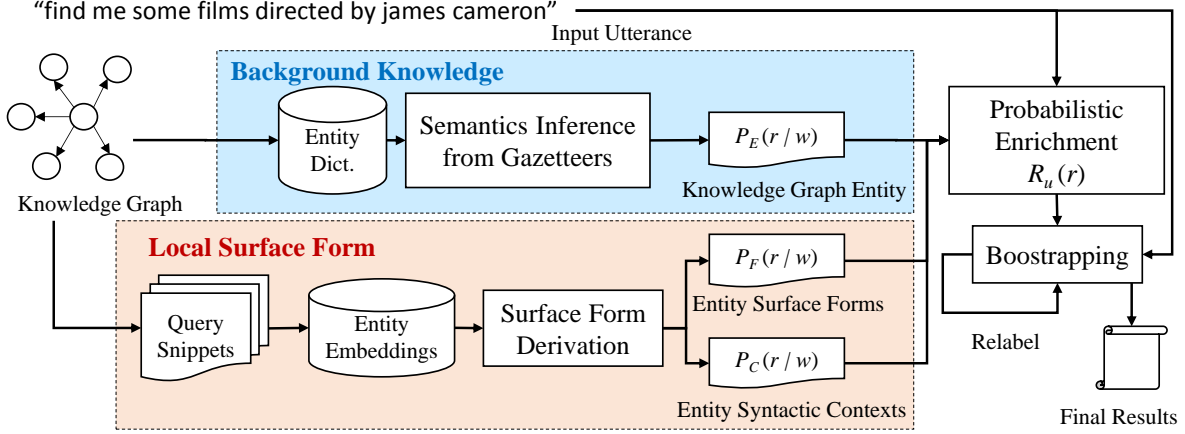 “find me some films directed by james cameron”
Input Utterance
Background Knowledge
Entity
Dict.
Semantics Inference
from Gazetteers
P_E (r / w)
Knowledge Graph Entity
Probabilistic
Enrichment
R_u (r)
Knowledge Graph
Local Surface Form
Query
Snippets
Entity
Embeddings
Surface Form
Derivation
P_F (r / w)
Entity Surface Forms
P_C (r / w)
Entity Syntactic Contexts
Boostrapping
Relabel
Final Results